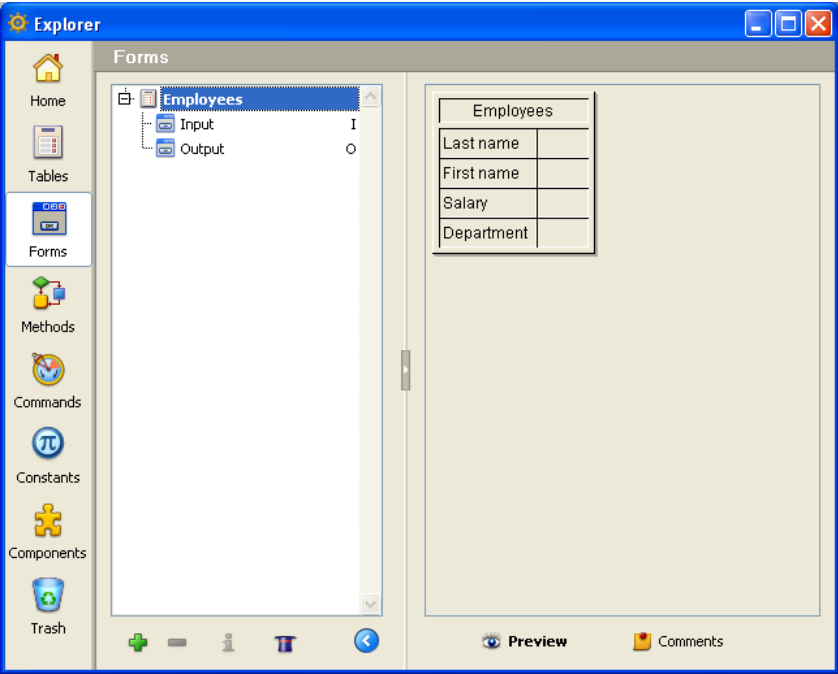 Explorer
Forms
Home
Tables
Forms
Methods
Commands
π
Constants
Components
Trash
Employees
Input I
Output O
Employees
Last name
First name
Salary
Department
Preview
Comments